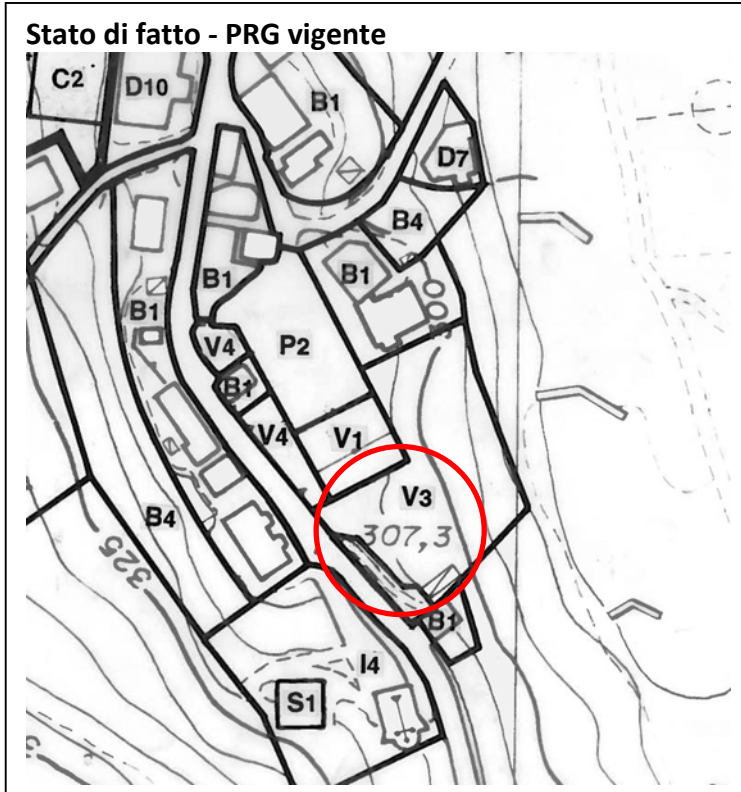 Stato di fatto - PRG vigente
C2
D10
B1
D7
B4
B1
B1
B1
V4
P2
B1
V4
V1
V3
307,3
B4
325
B1
I4
S1